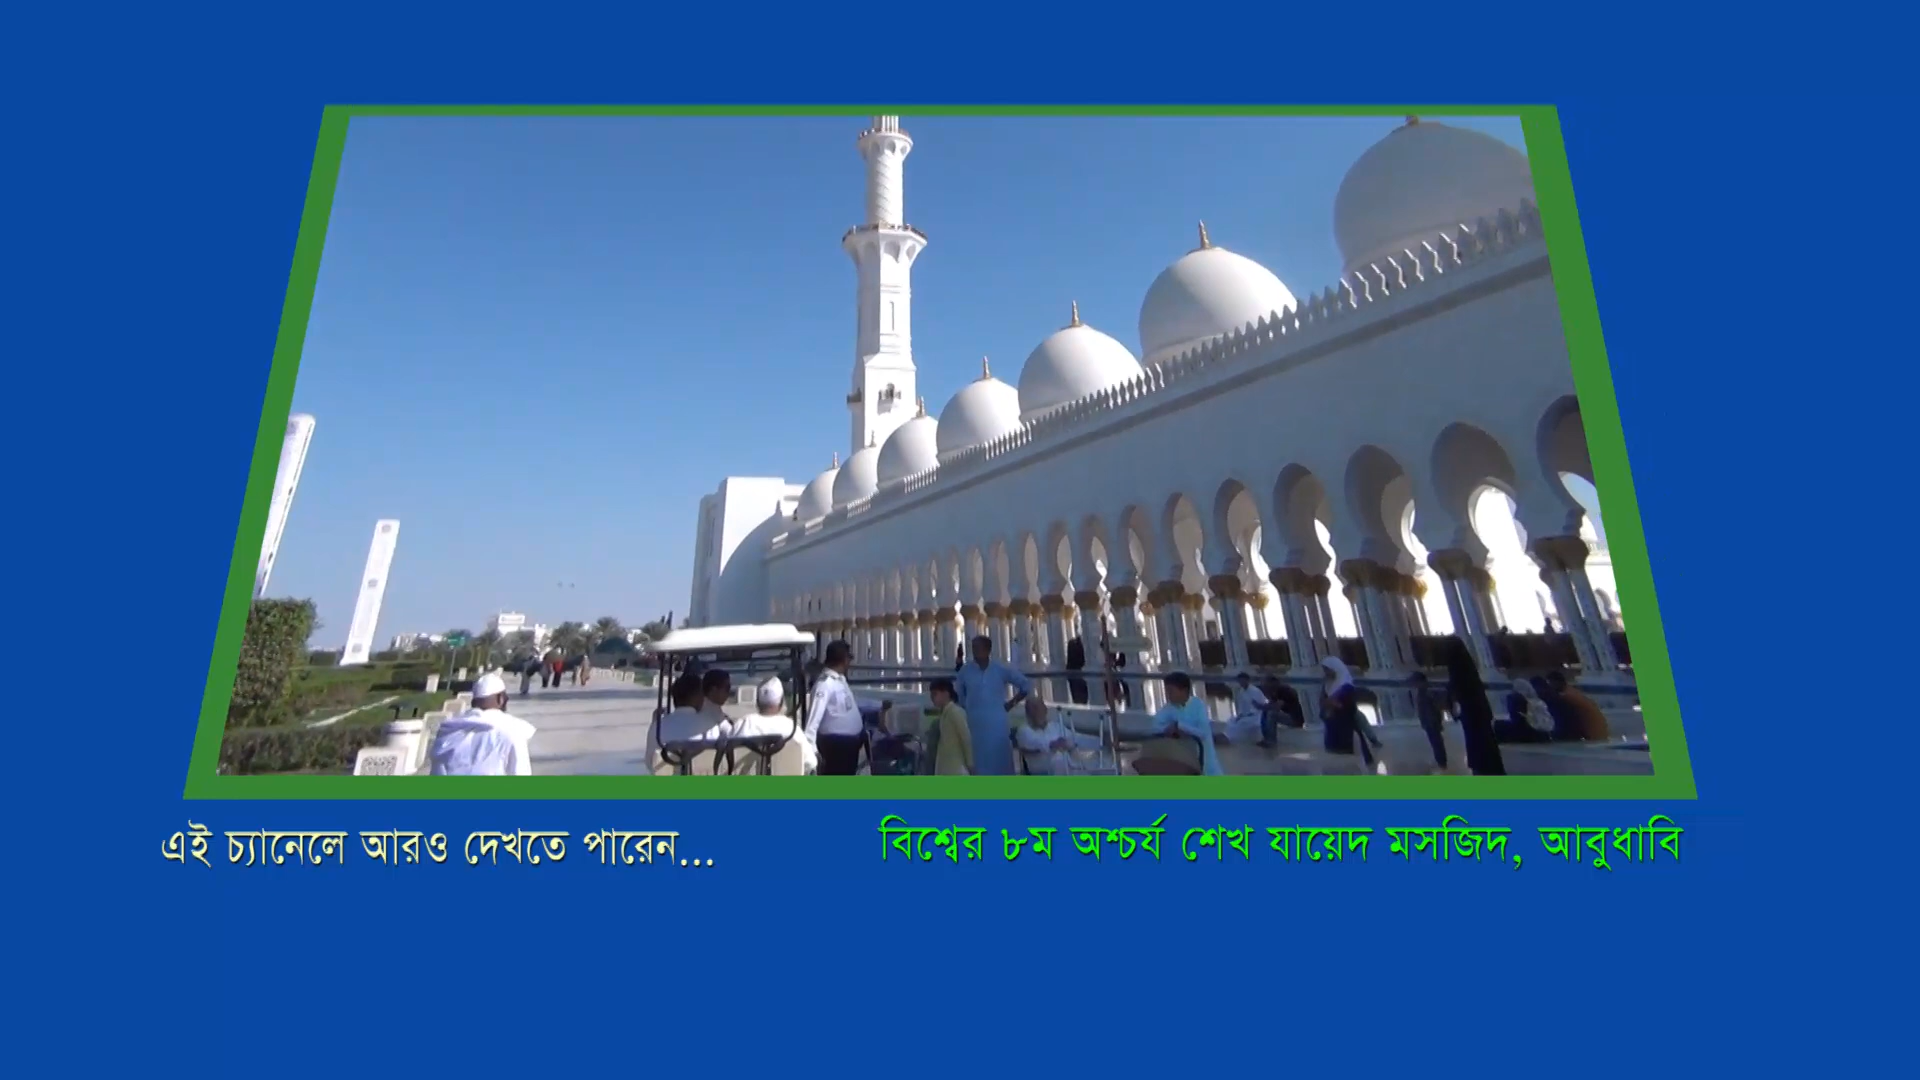 এই চ্যানেলে আরও দেখতে পারেন...
বিশ্বের ৮ম অশ্চর্য শেখ যায়েদ মসজিদ, আবুধাবি